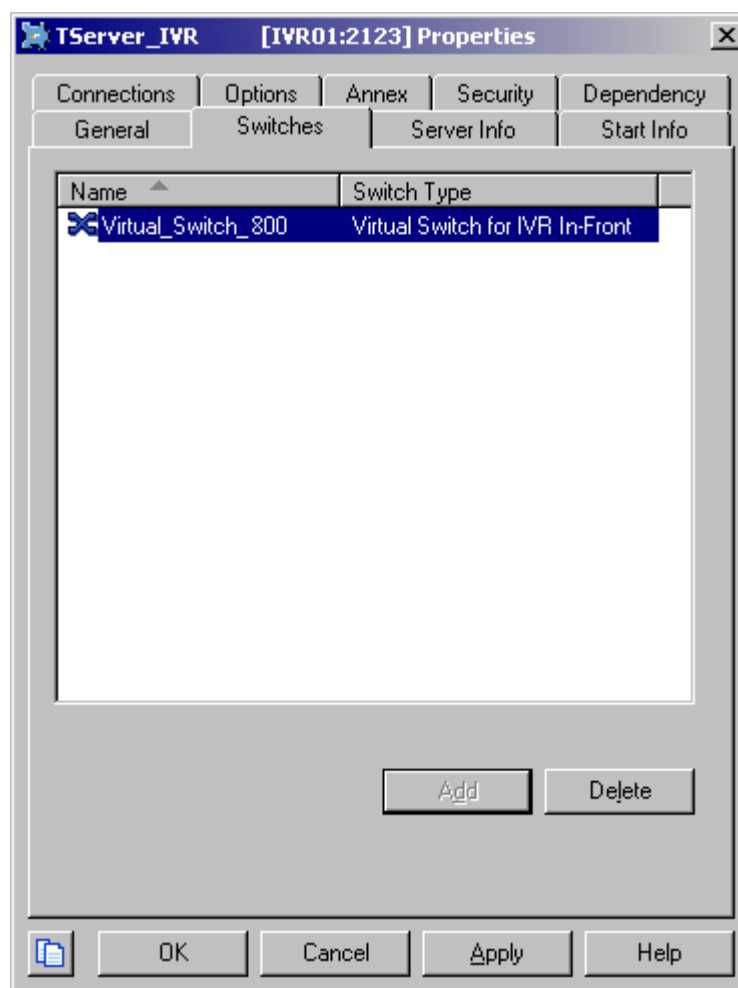 TServer_IVR [IVR01:2123] Properties
Connections Options Annex Security Dependency
General Switches Server Info Start Info
Name Switch Type
Virtual_Switch_800 Virtual Switch for IVR In-Front
Add Delete
OK Cancel Apply Help